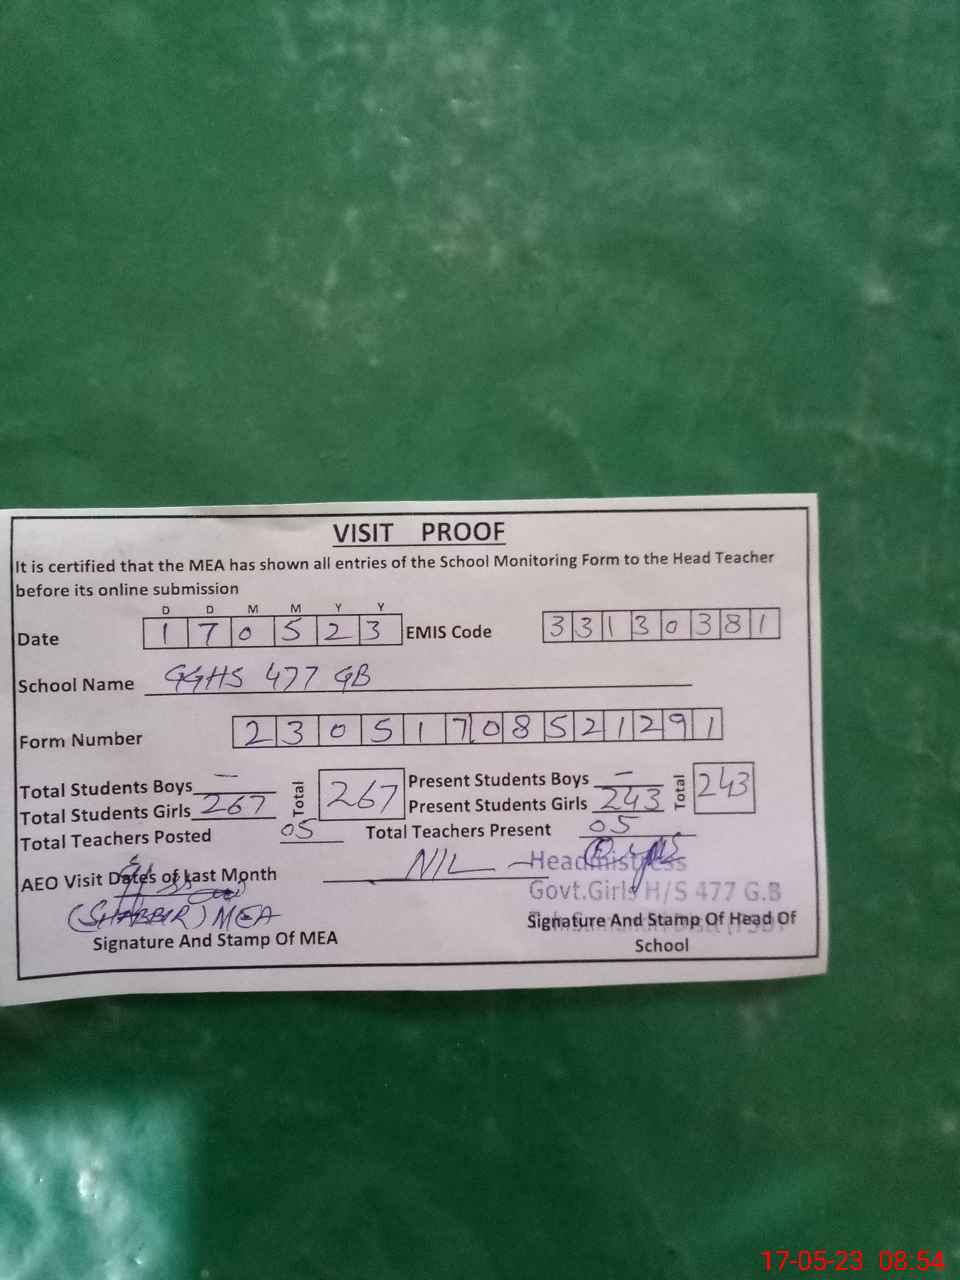 VISIT PROOF
It is certified that the MEA has shown all entries of the School Monitoring Form to the Head Teacher
before its online submission
D D M M Y Y
Date 1 7 0 5 2 3 EMIS Code 3 3 1 3 0 3 8 1
School Name GGHS 477 GB
Form Number 2 3 0 5 1 7 0 8 5 2 1 2 9 1
Total Students Boys — Total 267 Present Students Boys — Total 243
Total Students Girls 267 Present Students Girls 243
Total Teachers Posted 05 Total Teachers Present 05
AEO Visit Dates of Last Month NIL —
Headmistress
Govt.Girls H/S 477 G.B
(SHABBIR) MEA
Signature And Stamp Of MEA
Signature And Stamp Of Head Of
School
17-05-23 08:54